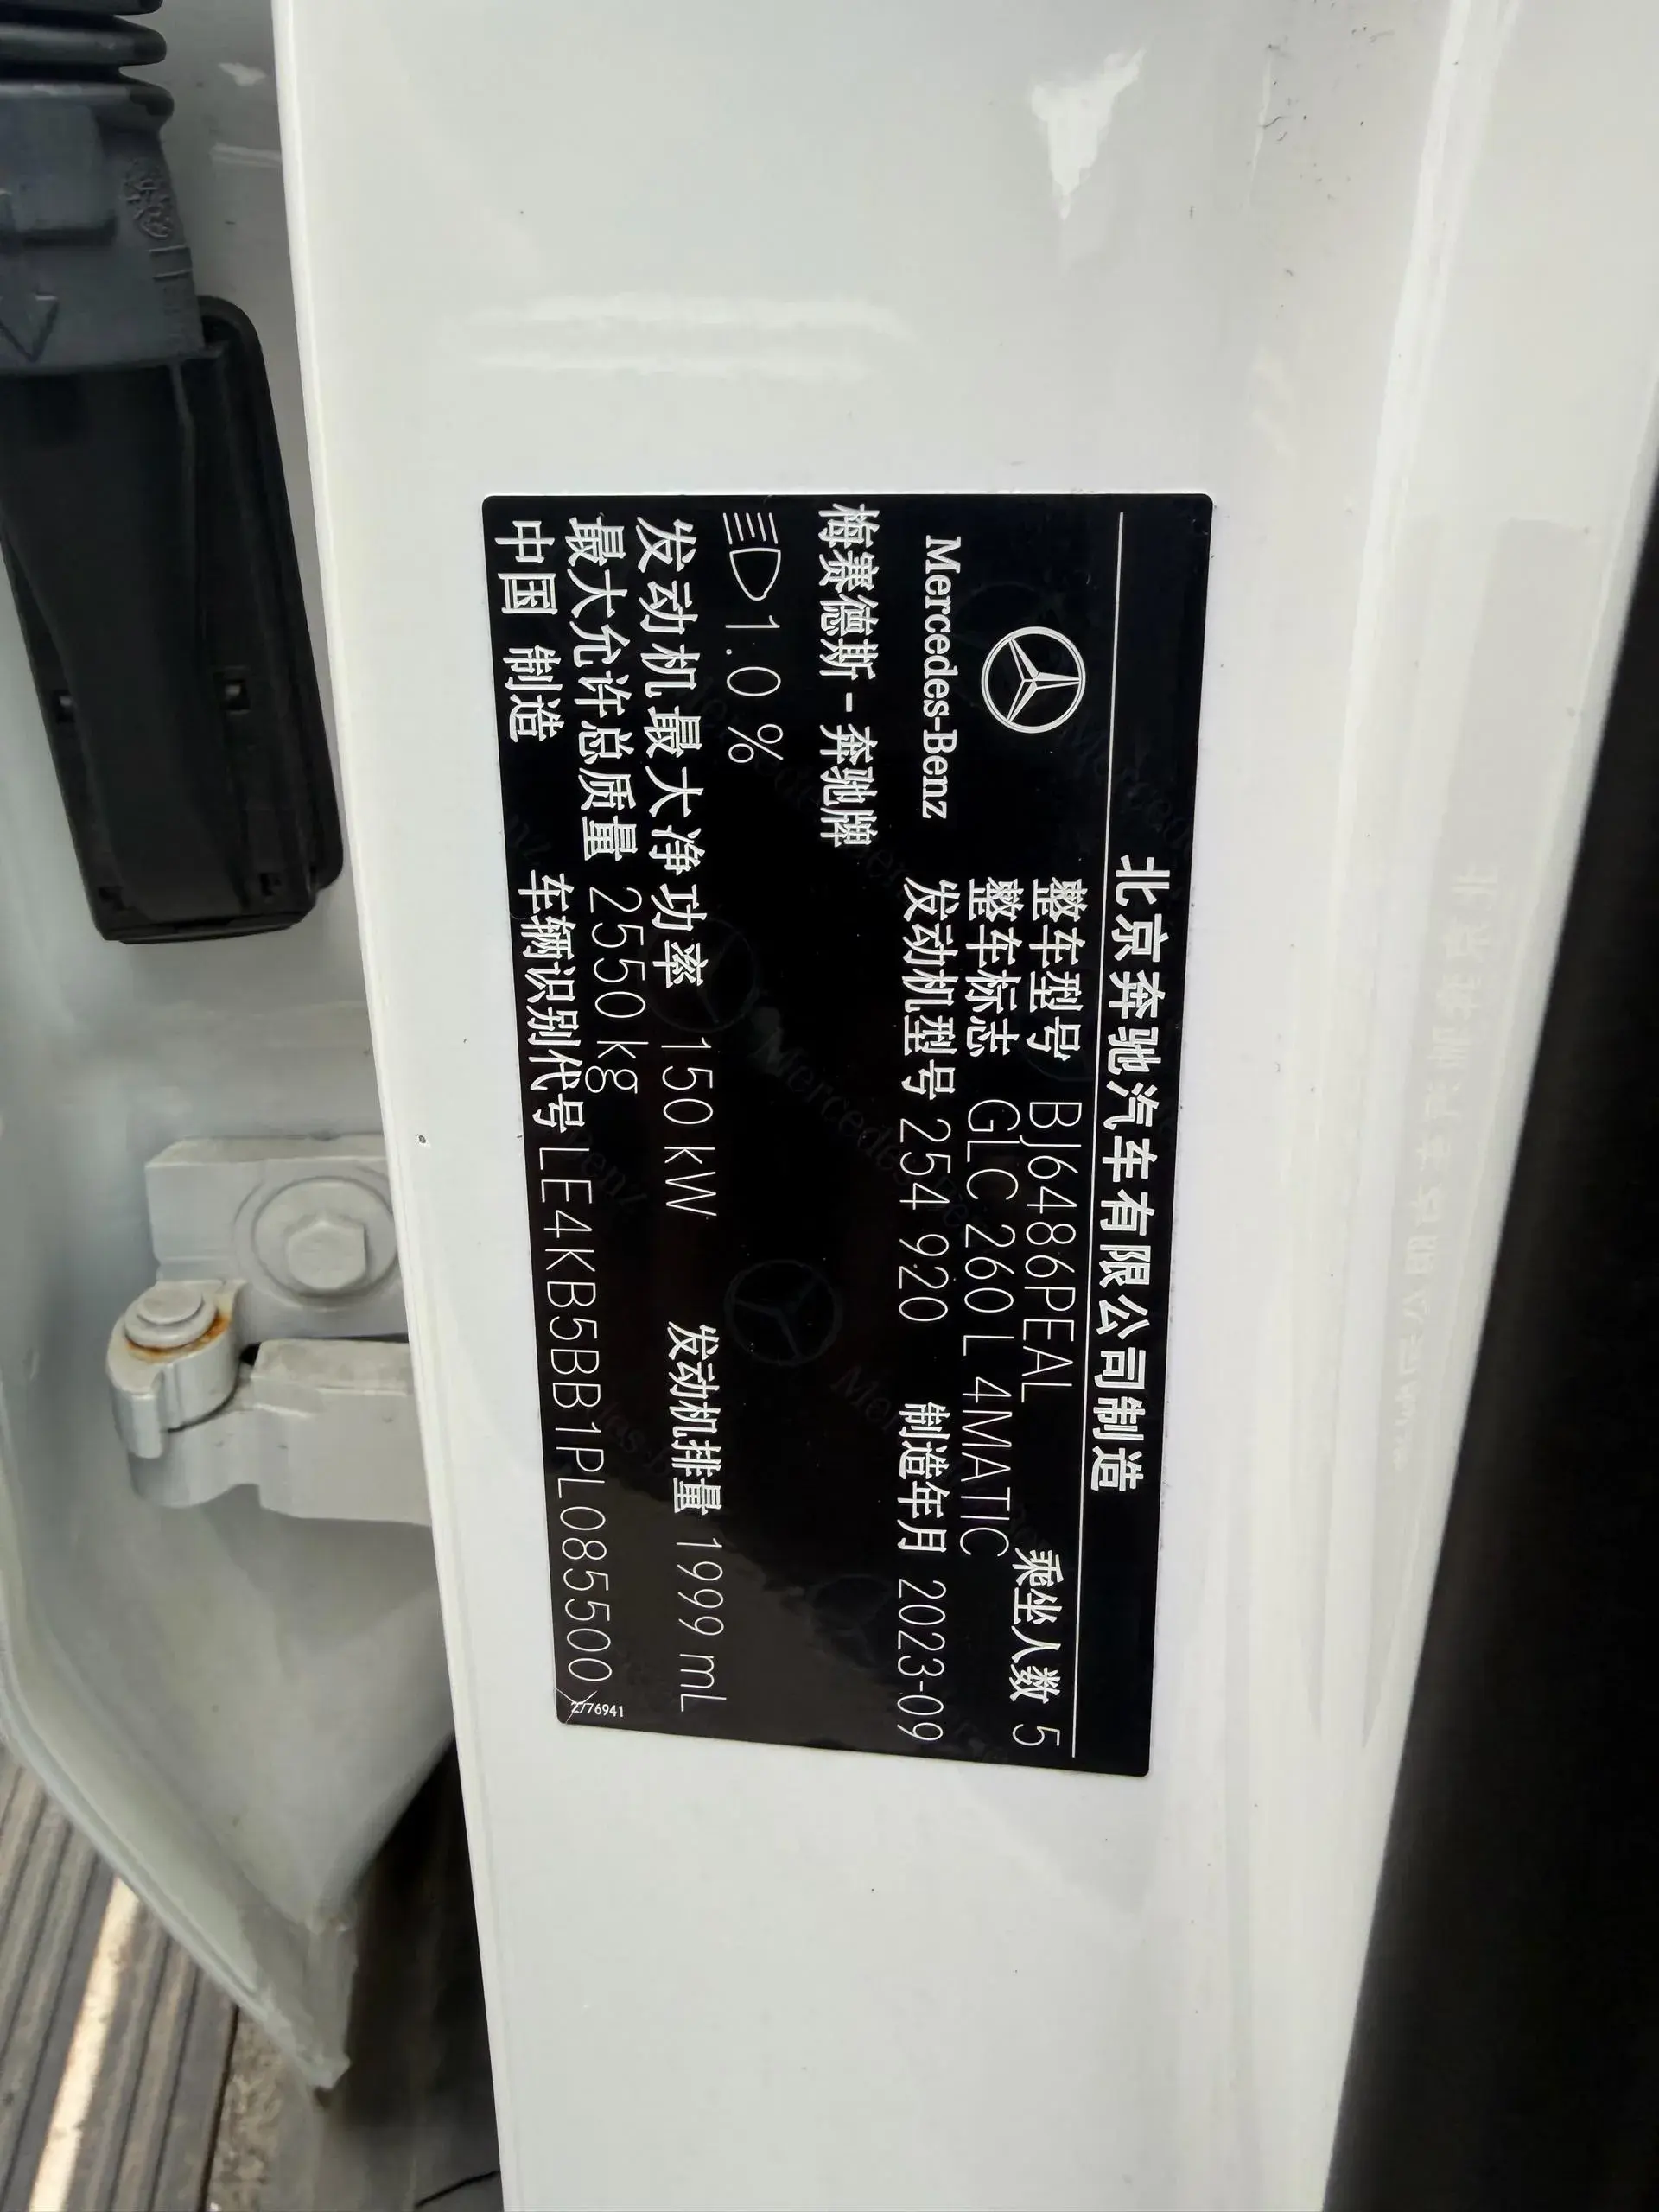 北京奔驰汽车有限公司制造
整车型号 BJ6486PEAL 乘坐人数 5
整车标志 GLC 260 L 4MATIC
Mercedes-Benz 发动机型号 254 920 制造年月 2023-09
梅赛德斯-奔驰牌
1.0 %
发动机最大净功率 150 kW 发动机排量 1999 mL
最大允许总质量 2550 kg
中国 制造 车辆识别代号 LE4KB5BB1PL085500
2776941